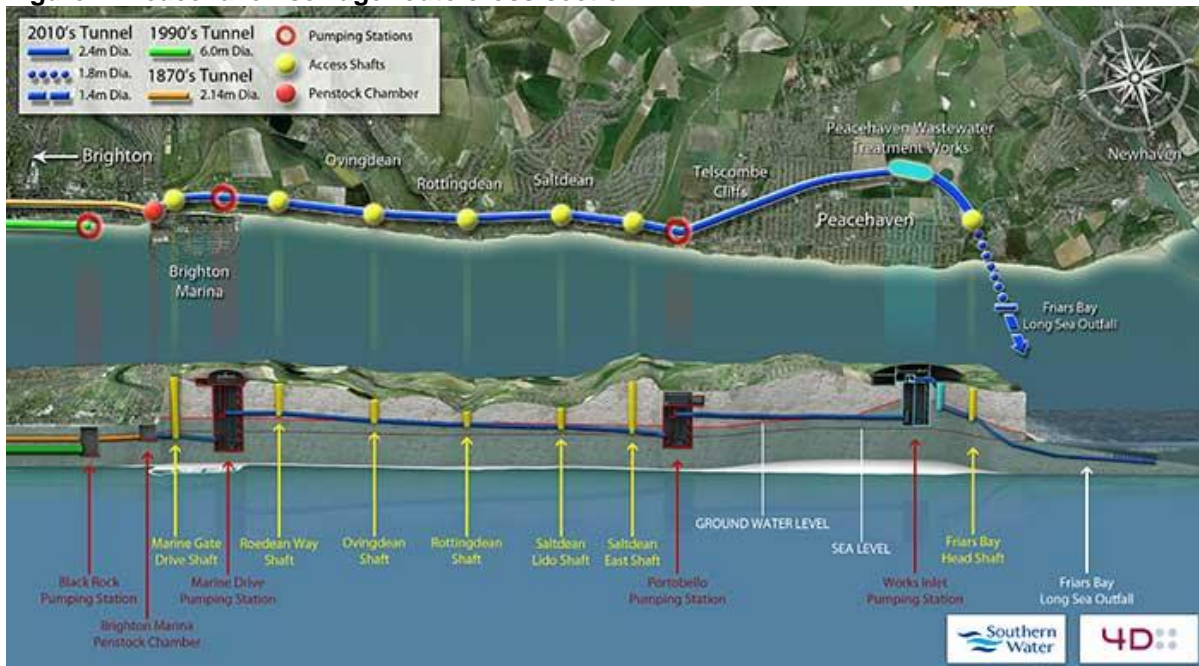 2010's Tunnel
2.4m Dia.
1.8m Dia.
1.4m Dia.
1990's Tunnel
6.0m Dia.
1870's Tunnel
2.14m Dia.
Pumping Stations
Access Shafts
Penstock Chamber
Brighton
Ovingdean
Rottingdean
Saltdean
Telscombe
Cliffs
Peacehaven Wastewater
Treatment Works
Newhaven
Peacehaven
Brighton
Marina
Friars Bay
Long Sea Outfall
GROUND WATER LEVEL
SEA LEVEL
Marine Gate
Drive Shaft
Roedean Way
Shaft
Ovingdean
Shaft
Rottingdean
Shaft
Saltdean
Lido Shaft
Saltdean
East Shaft
Friars Bay
Head Shaft
Black Rock
Pumping Station
Marine Drive
Pumping Station
Portobello
Pumping Station
Works Inlet
Pumping Station
Friars Bay
Long Sea Outfall
Brighton Marina
Penstock Chamber
Southern
Water
4D